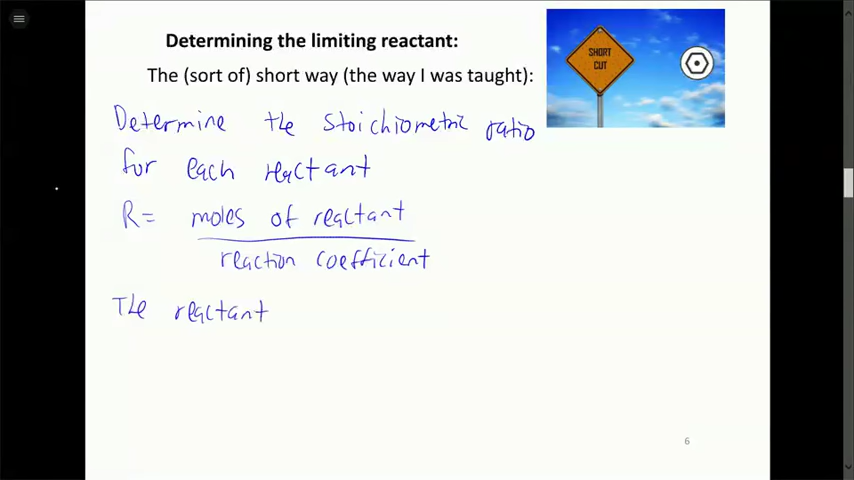 Determining the limiting reactant:
The (sort of) short way (the way I was taught):
SHORT
CUT
Determine the stoichiometric ratio
for each reactant
R= moles of reactant
reaction coefficient
The reactant
6